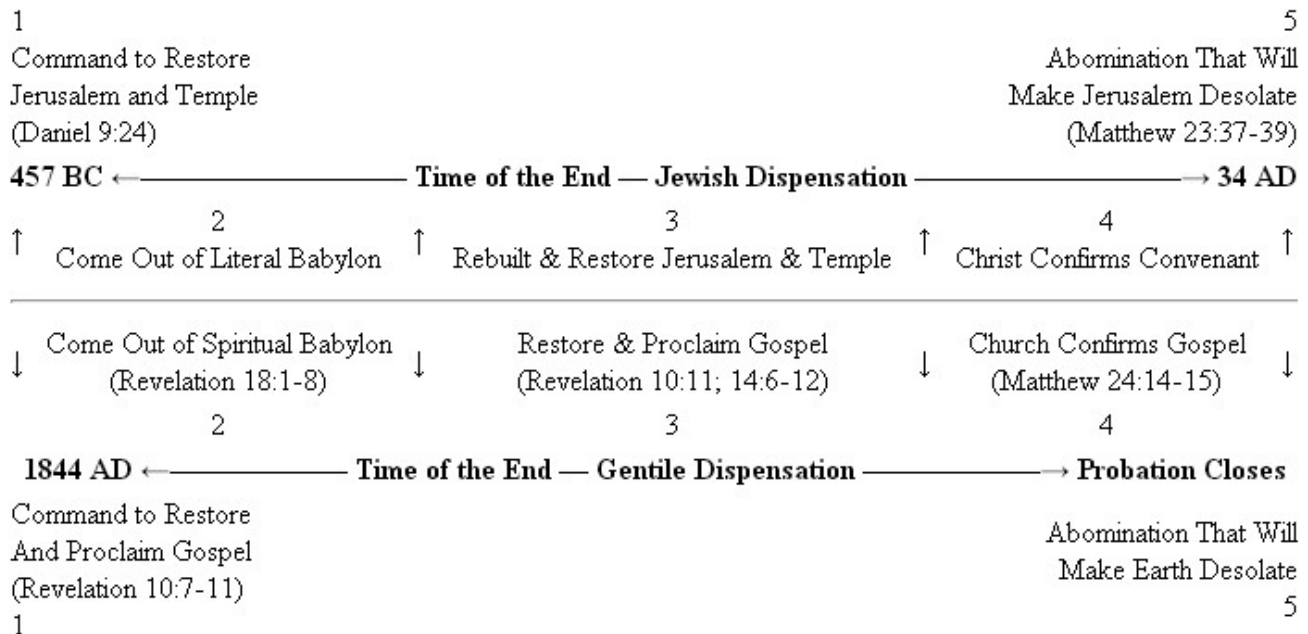 1 5
Command to Restore Abomination That Will
Jerusalem and Temple Make Jerusalem Desolate
(Daniel 9:24) (Matthew 23:37-39)
457 BC ←———— Time of the End — Jewish Dispensation ————→ 34 AD
2 3 4
↑ Come Out of Literal Babylon ↑ Rebuilt & Restore Jerusalem & Temple ↑ Christ Confirms Convenant ↑
↓ Come Out of Spiritual Babylon ↓ Restore & Proclaim Gospel ↓ Church Confirms Gospel ↓
(Revelation 18:1-8) (Revelation 10:11; 14:6-12) (Matthew 24:14-15)
2 3 4
1844 AD ←———— Time of the End — Gentile Dispensation ————→ Probation Closes
Command to Restore Abomination That Will
And Proclaim Gospel Make Earth Desolate
(Revelation 10:7-11) 5
1